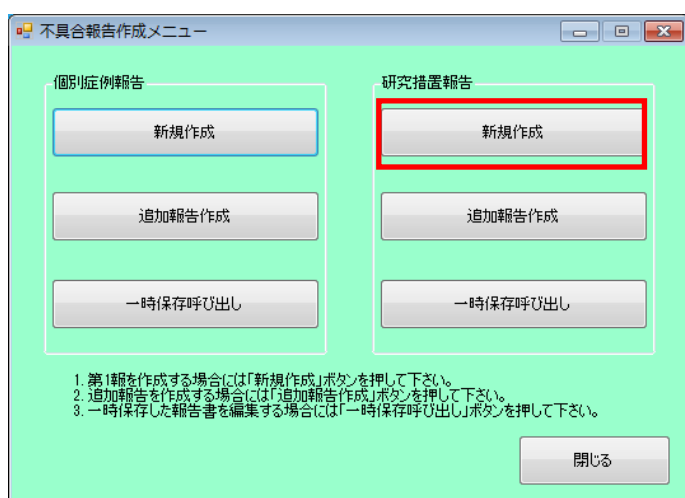 不具合報告作成メニュー
個別症例報告
新規作成
追加報告作成
一時保存呼び出し
研究措置報告
新規作成
追加報告作成
一時保存呼び出し
1. 第1報を作成する場合には「新規作成」ボタンを押して下さい。
2. 追加報告を作成する場合には「追加報告作成」ボタンを押して下さい。
3. 一時保存した報告書を編集する場合には「一時保存呼び出し」ボタンを押して下さい。
閉じる